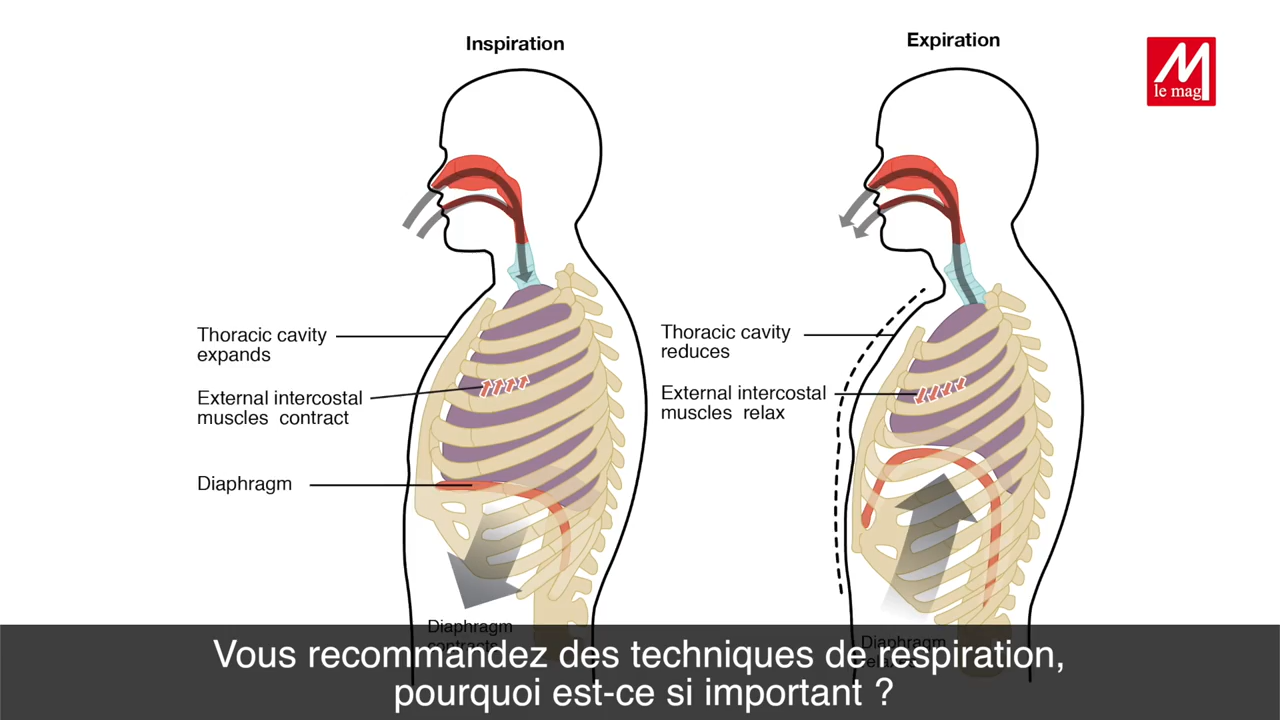 Inspiration
Expiration
M
le mag
Thoracic cavity
expands
External intercostal
muscles contract
Diaphragm
Thoracic cavity
reduces
External intercostal
muscles relax
Diaphragm
contracts
Diaphragm
Vous recommandez des techniques de respiration,
pourquoi est-ce si important ?